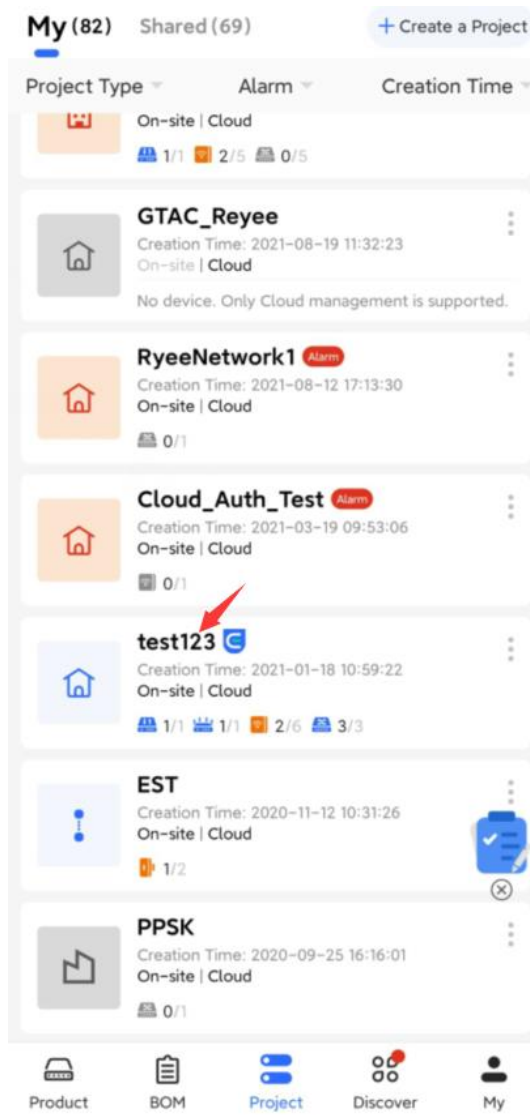 My (82) Shared (69) + Create a Project
Project Type Alarm Creation Time
On-site | Cloud
1/1 2/5 0/5
GTAC_Reyee
Creation Time: 2021-08-19 11:32:23
On-site | Cloud
No device. Only Cloud management is supported.
RyeeNetwork1 Alarm
Creation Time: 2021-08-12 17:13:30
On-site | Cloud
0/1
Cloud_Auth_Test Alarm
Creation Time: 2021-03-19 09:53:06
On-site | Cloud
0/1
test123
Creation Time: 2021-01-18 10:59:22
On-site | Cloud
1/1 1/1 2/6 3/3
EST
Creation Time: 2020-11-12 10:31:26
On-site | Cloud
1/2
PPSK
Creation Time: 2020-09-25 16:16:01
On-site | Cloud
0/1
Product BOM Project Discover My